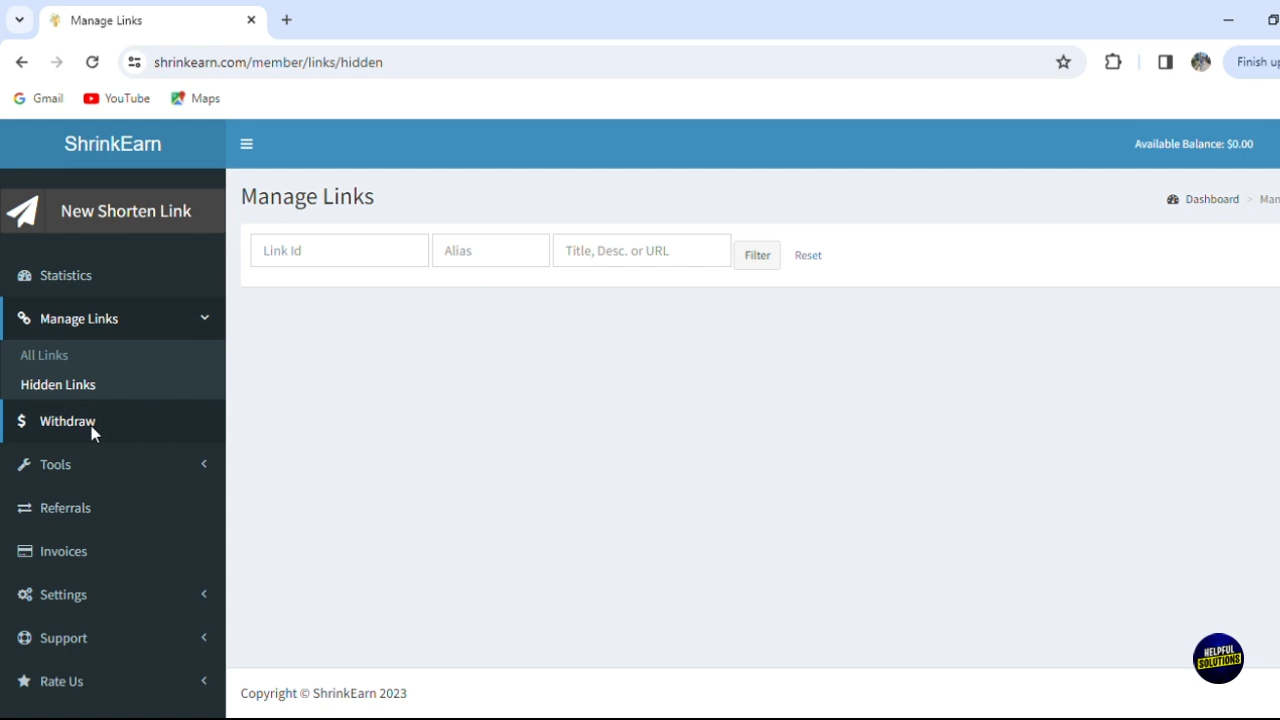 Manage Links
shrinkearn.com/member/links/hidden
Finish up
Gmail
YouTube
Maps
ShrinkEarn
Available Balance: $0.00
New Shorten Link
Manage Links
Dashboard > Man
Link Id
Alias
Title, Desc. or URL
Filter
Reset
Statistics
Manage Links
All Links
Hidden Links
$ Withdraw
Tools
Referrals
Invoices
Settings
Support
Rate Us
HELPFUL
SOLUTIONS
Copyright © ShrinkEarn 2023